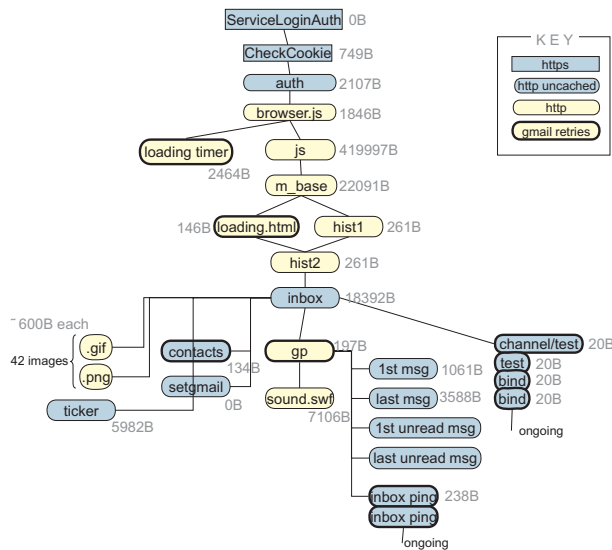 ServiceLoginAuth 0B
KEY
CheckCookie 749B
https
auth 2107B
http uncached
browser.js 1846B
http
loading timer
2464B
js 419997B
gmail retries
m_base 22091B
146B loading.html
hist1 261B
hist2 261B
inbox 18392B
~600B each
42 images
.gif
.png
contacts
134B
setgmail
0B
ticker
5982B
gp 197B
sound.swf
7106B
1st msg 1061B
last msg 3588B
1st unread msg
last unread msg
inbox ping 238B
inbox ping
ongoing
channel/test 20B
test 20B
bind 20B
bind 20B
ongoing